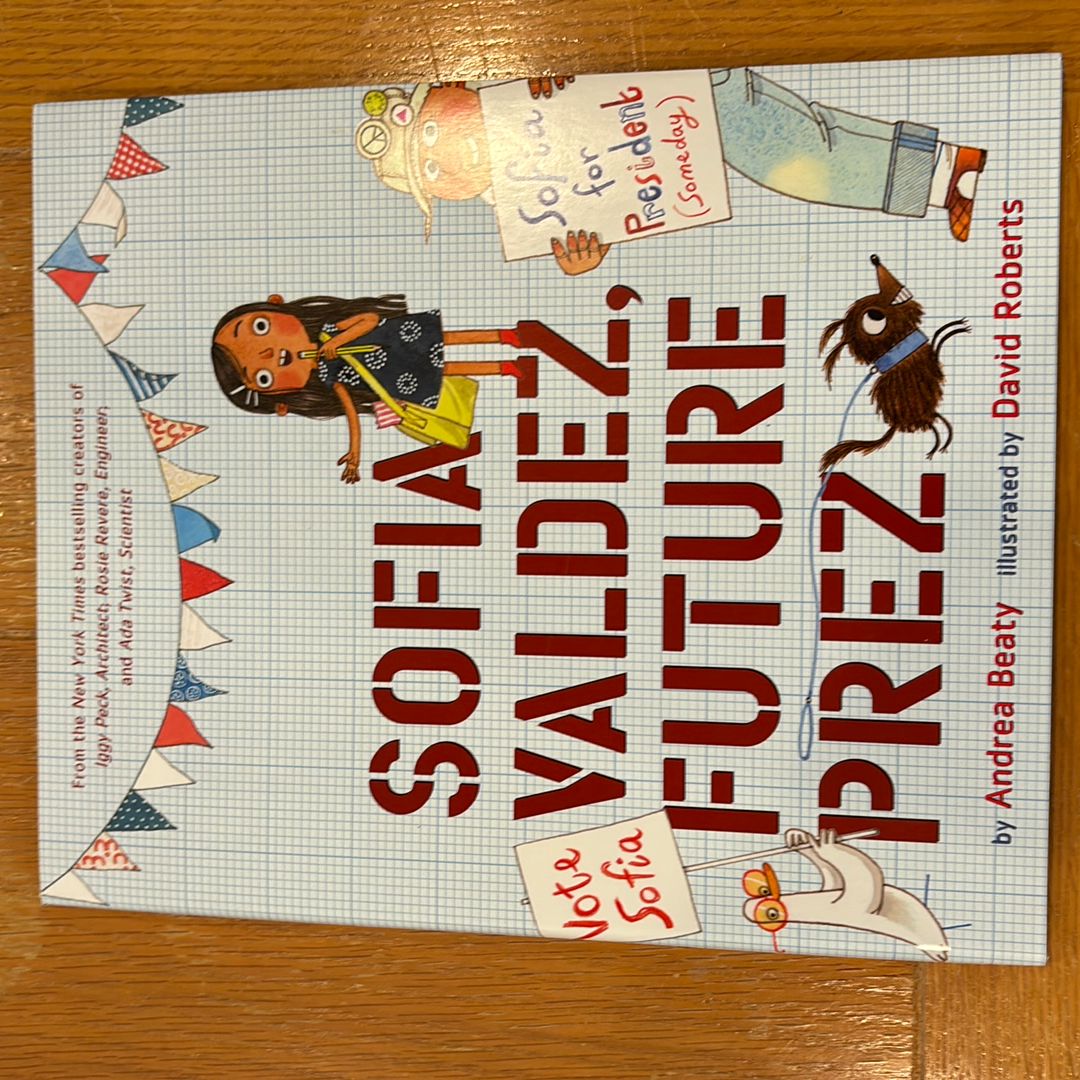 From the New York Times bestselling creators of
Iggy Peck, Architect, Rosie Revere, Engineer,
and Ada Twist, Scientist
Sofia
for
President
(someday)
SOFIA
VALDEZ,
FUTURE
PREZ
Vote
Sofia
by Andrea Beaty illustrated by David Roberts